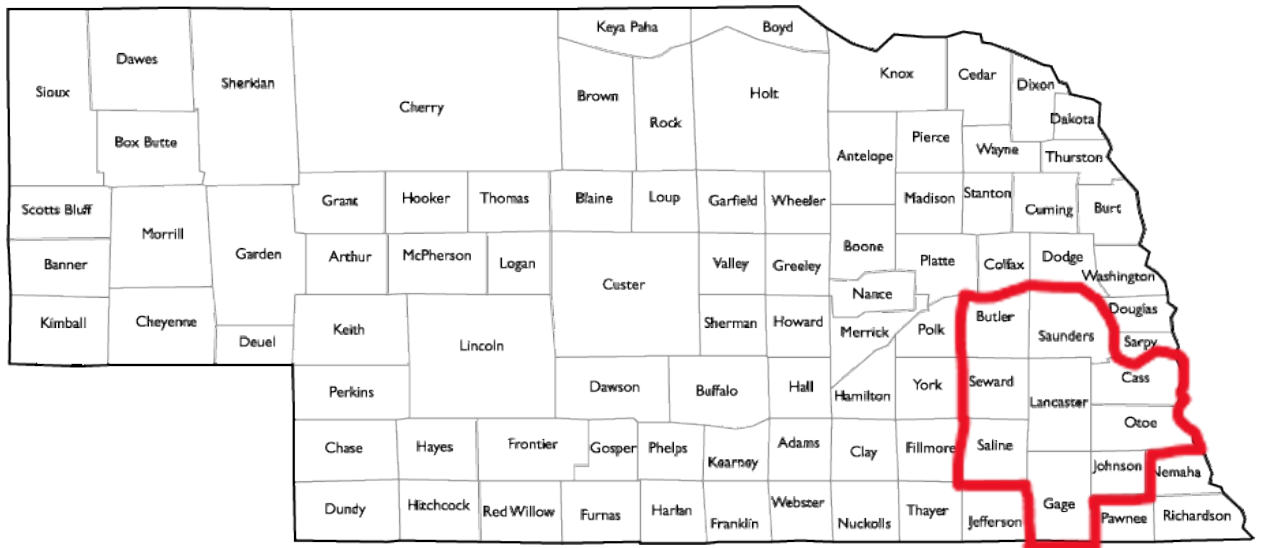 Keya Paha
Boyd
Dawes
Sioux
Sheridan
Cherry
Brown
Rock
Holt
Knox
Cedar
Dixon
Dakota
Box Butte
Antelope
Pierce
Wayne
Thurston
Scotts Bluff
Morrill
Garden
Grant
Hooker
Thomas
Blaine
Loup
Garfield
Wheeler
Madison
Stanton
Cuming
Burt
Banner
Arthur
McPherson
Logan
Custer
Valley
Greeley
Boone
Platte
Colfax
Dodge
Washington
Nance
Kimball
Cheyenne
Deuel
Keith
Lincoln
Sherman
Howard
Merrick
Polk
Butler
Saunders
Douglas
Sarpy
Perkins
Dawson
Buffalo
Hall
Hamilton
York
Seward
Lancaster
Cass
Otoe
Chase
Hayes
Frontier
Gosper
Phelps
Kearney
Adams
Clay
Fillmore
Saline
Johnson
Nemaha
Dundy
Hitchcock
Red Willow
Furnas
Harlan
Franklin
Webster
Nuckolls
Thayer
Jefferson
Gage
Pawnee
Richardson